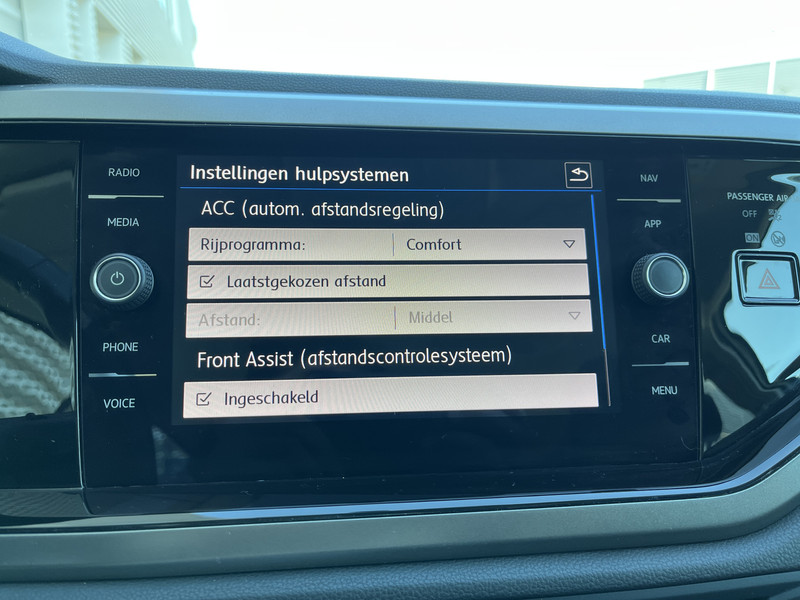 RADIO
MEDIA
PHONE
VOICE
Instellingen hulpsystemen
ACC (autom. afstandsregeling)
Rijprogramma: Comfort
Laatstgekozen afstand
Afstand: Middel
Front Assist (afstandscontrolesysteem)
Ingeschakeld
NAV
APP
CAR
MENU
PASSENGER AIR
OFF
ON